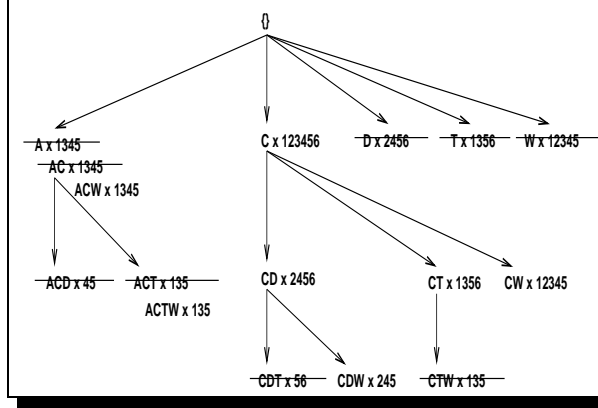 {}
A x 1345
AC x 1345
ACW x 1345
C x 123456
D x 2456
T x 1356
W x 12345
ACD x 45
ACT x 135
ACTW x 135
CD x 2456
CT x 1356
CW x 12345
CDT x 56
CDW x 245
CTW x 135